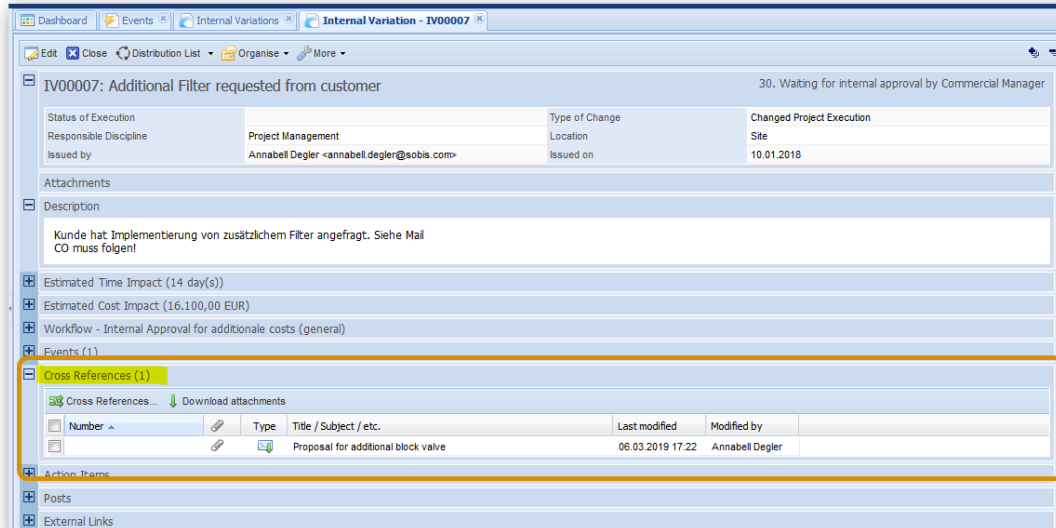 Dashboard Events Internal Variations Internal Variation - IV00007
Edit Close Distribution List Organise More
IV00007: Additional Filter requested from customer 30. Waiting for internal approval by Commercial Manager
Status of Execution Type of Change Changed Project Execution
Responsible Discipline Project Management Location Site
Issued by Annabell Degler <annabell.degler@sobis.com> Issued on 10.01.2018
Attachments
Description
Kunde hat Implementierung von zusätzlichem Filter angefragt. Siehe Mail
CO muss folgen!
Estimated Time Impact (14 day(s))
Estimated Cost Impact (16.100,00 EUR)
Workflow - Internal Approval for additionale costs (general)
Events (1)
Cross References (1)
Cross References... Download attachments
Number Type Title / Subject / etc. Last modified Modified by
Proposal for additional block valve 06.03.2019 17:22 Annabell Degler
Action Items
Posts
External Links